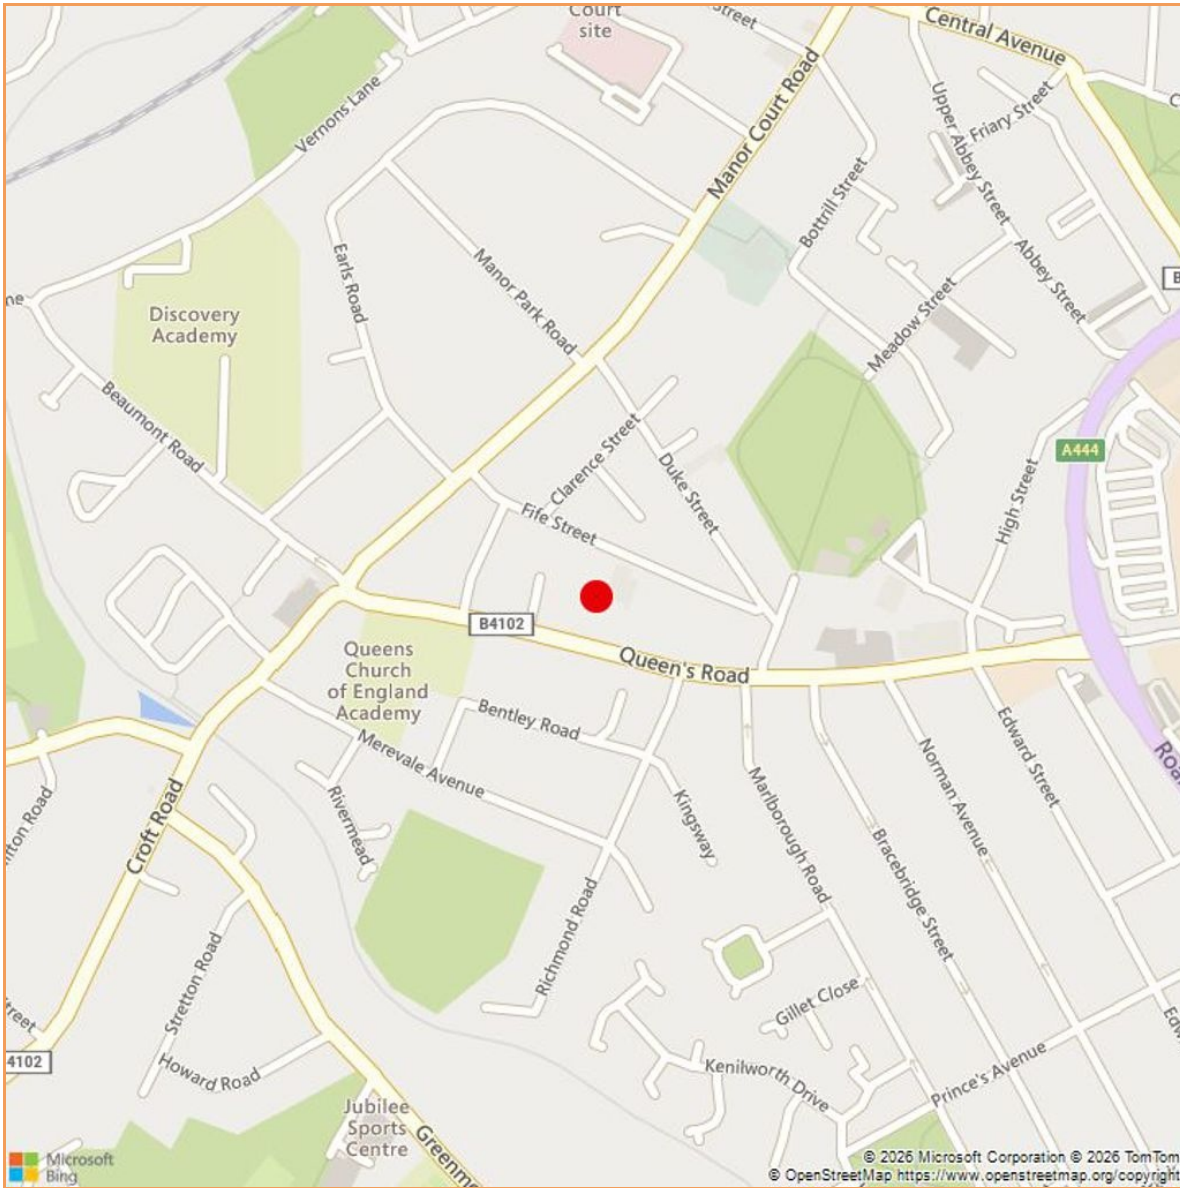 Court
site
Street
Central Avenue
Vernons Lane
Manor Court Road
Upper Abbey Street
Friary Street
Bottrill Street
Earls Road
Manor Park Road
Abbey Street
B
ne
Discovery
Academy
Meadow Street
Beaumont Road
Clarence Street
Duke Street
A444
High Street
Fife Street
B4102
Queen's Road
Queens
Church
of England
Academy
Bentley Road
Merevale Avenue
Edward Street
Norman Avenue
Marlborough Road
Kingsway
Rivermead
Croft Road
Bracebridge Street
Richmond Road
Stretton Road
Gillet Close
Howard Road
4102
Kenilworth Drive
Prince's Avenue
Jubilee
Sports
Centre
Microsoft
Bing
© 2026 Microsoft Corporation © 2026 TomTom
© OpenStreetMap https://www.openstreetmap.org/copyright